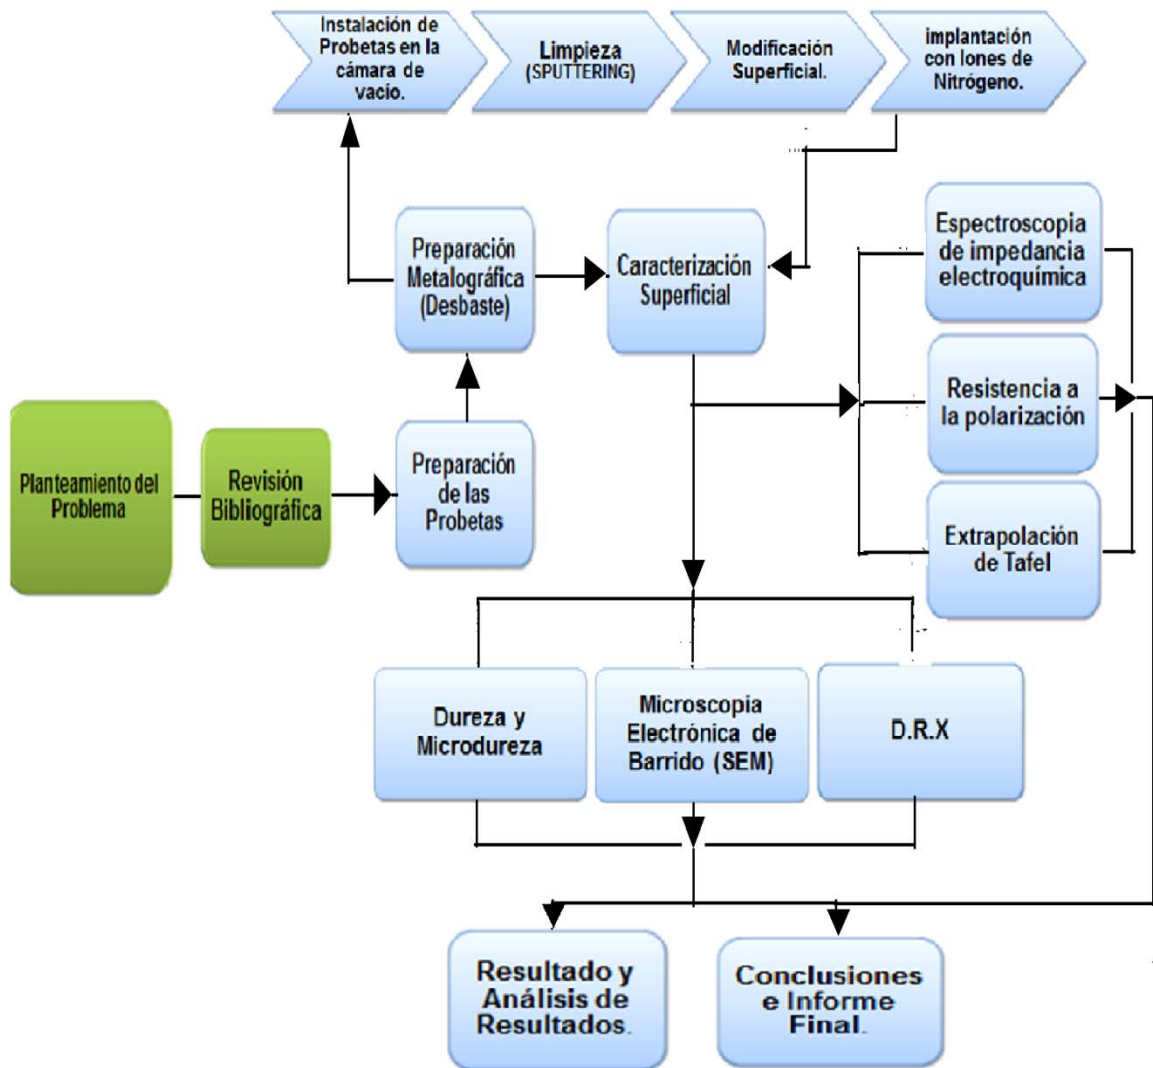 Instalación de
Probetas en la
cámara de
vacio.
Limpieza
(SPUTTERING)
Modificación
Superficial.
implantación
con Iones de
Nitrógeno.
Preparación
Metalográfica
(Desbaste)
Caracterización
Superficial
Espectroscopia
de impedancia
electroquímica
Resistencia a
la polarización
Extrapolación
de Tafel
Planteamiento del
Problema
Revisión
Bibliográfica
Preparación
de las
Probetas
Dureza y
Microdureza
Microscopia
Electrónica de
Barrido (SEM)
D.R.X
Resultado y
Análisis de
Resultados.
Conclusiones
e Informe
Final.